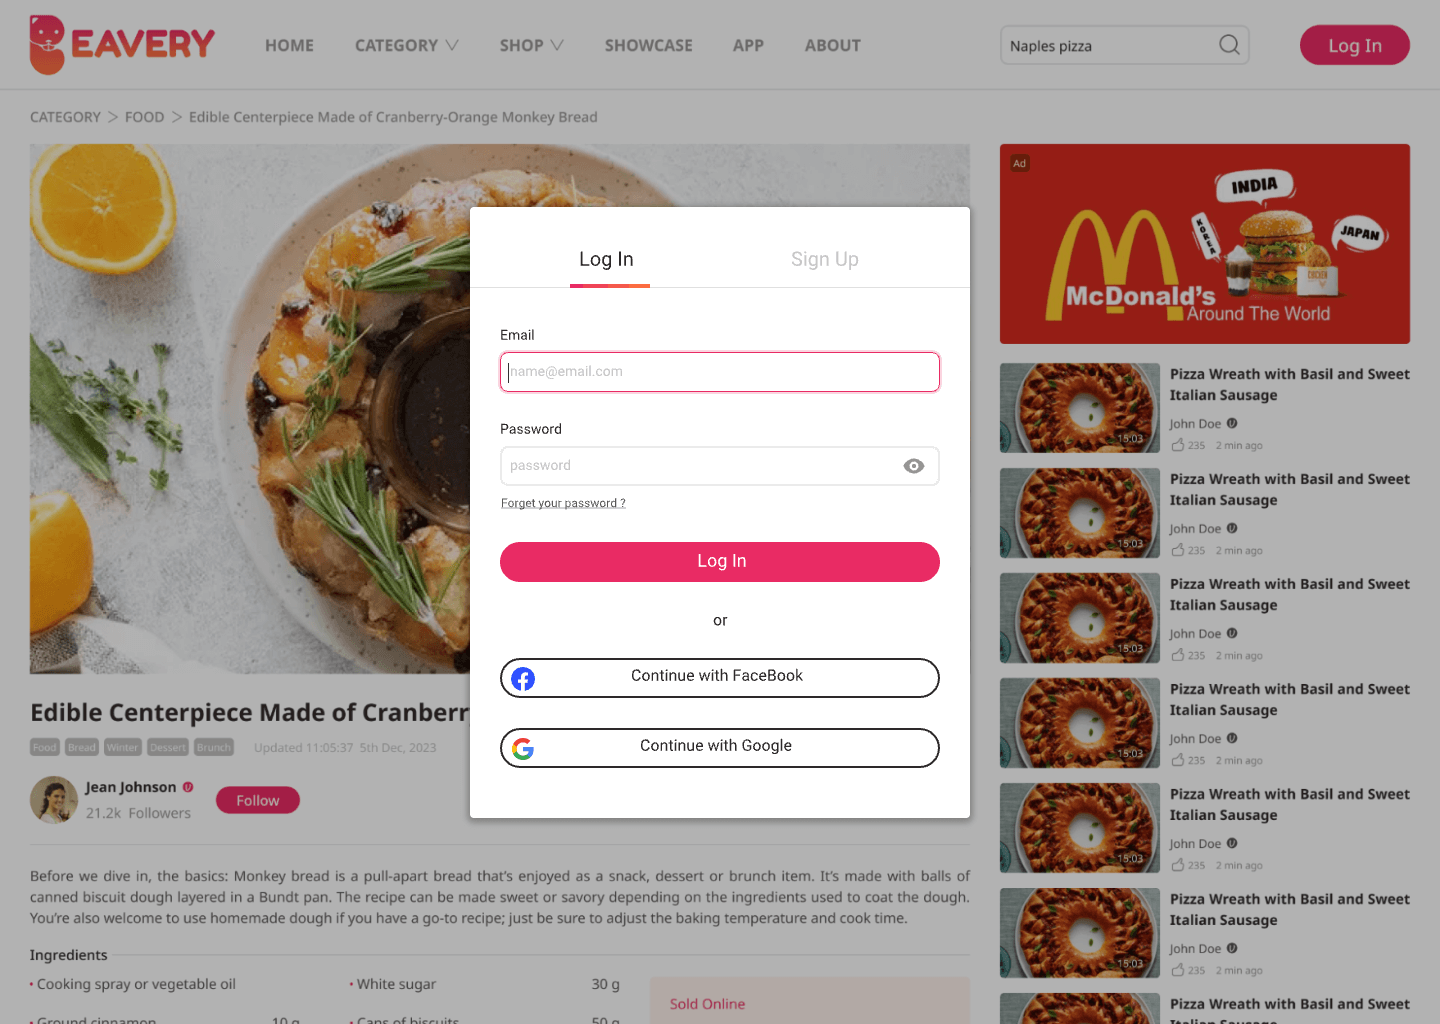 EAVERY
HOME
CATEGORY
SHOP
SHOWCASE
APP
ABOUT
Naples pizza
Log In
CATEGORY > FOOD > Edible Centerpiece Made of Cranberry-Orange Monkey Bread
Ad
INDIA
KOREA
JAPAN
CHICKEN
McDonald's
Around The World
Log In
Sign Up
Email
name@email.com
Password
password
Forget your password ?
Log In
or
Continue with FaceBook
Continue with Google
Edible Centerpiece Made of Cranberr
Food Bread Winter Dessert Brunch
Updated 11:05:37 5th Dec, 2023
Jean Johnson
21.2k Followers
Follow
Before we dive in, the basics: Monkey bread is a pull-apart bread that's enjoyed as a snack, dessert or brunch item. It's made with balls of
canned biscuit dough layered in a Bundt pan. The recipe can be made sweet or savory depending on the ingredients used to coat the dough.
You're also welcome to use homemade dough if you have a go-to recipe; just be sure to adjust the baking temperature and cook time.
Ingredients
• Cooking spray or vegetable oil
• White sugar
30 g
• Ground cinnamon
10 g
• Cans of biscuits
50 g
Sold Online
15:03
Pizza Wreath with Basil and Sweet
Italian Sausage
John Doe
235 2 min ago
15:03
Pizza Wreath with Basil and Sweet
Italian Sausage
John Doe
235 2 min ago
15:03
Pizza Wreath with Basil and Sweet
Italian Sausage
John Doe
235 2 min ago
15:03
Pizza Wreath with Basil and Sweet
Italian Sausage
John Doe
235 2 min ago
15:03
Pizza Wreath with Basil and Sweet
Italian Sausage
John Doe
235 2 min ago
15:03
Pizza Wreath with Basil and Sweet
Italian Sausage
John Doe
235 2 min ago
Pizza Wreath with Basil and Sweet